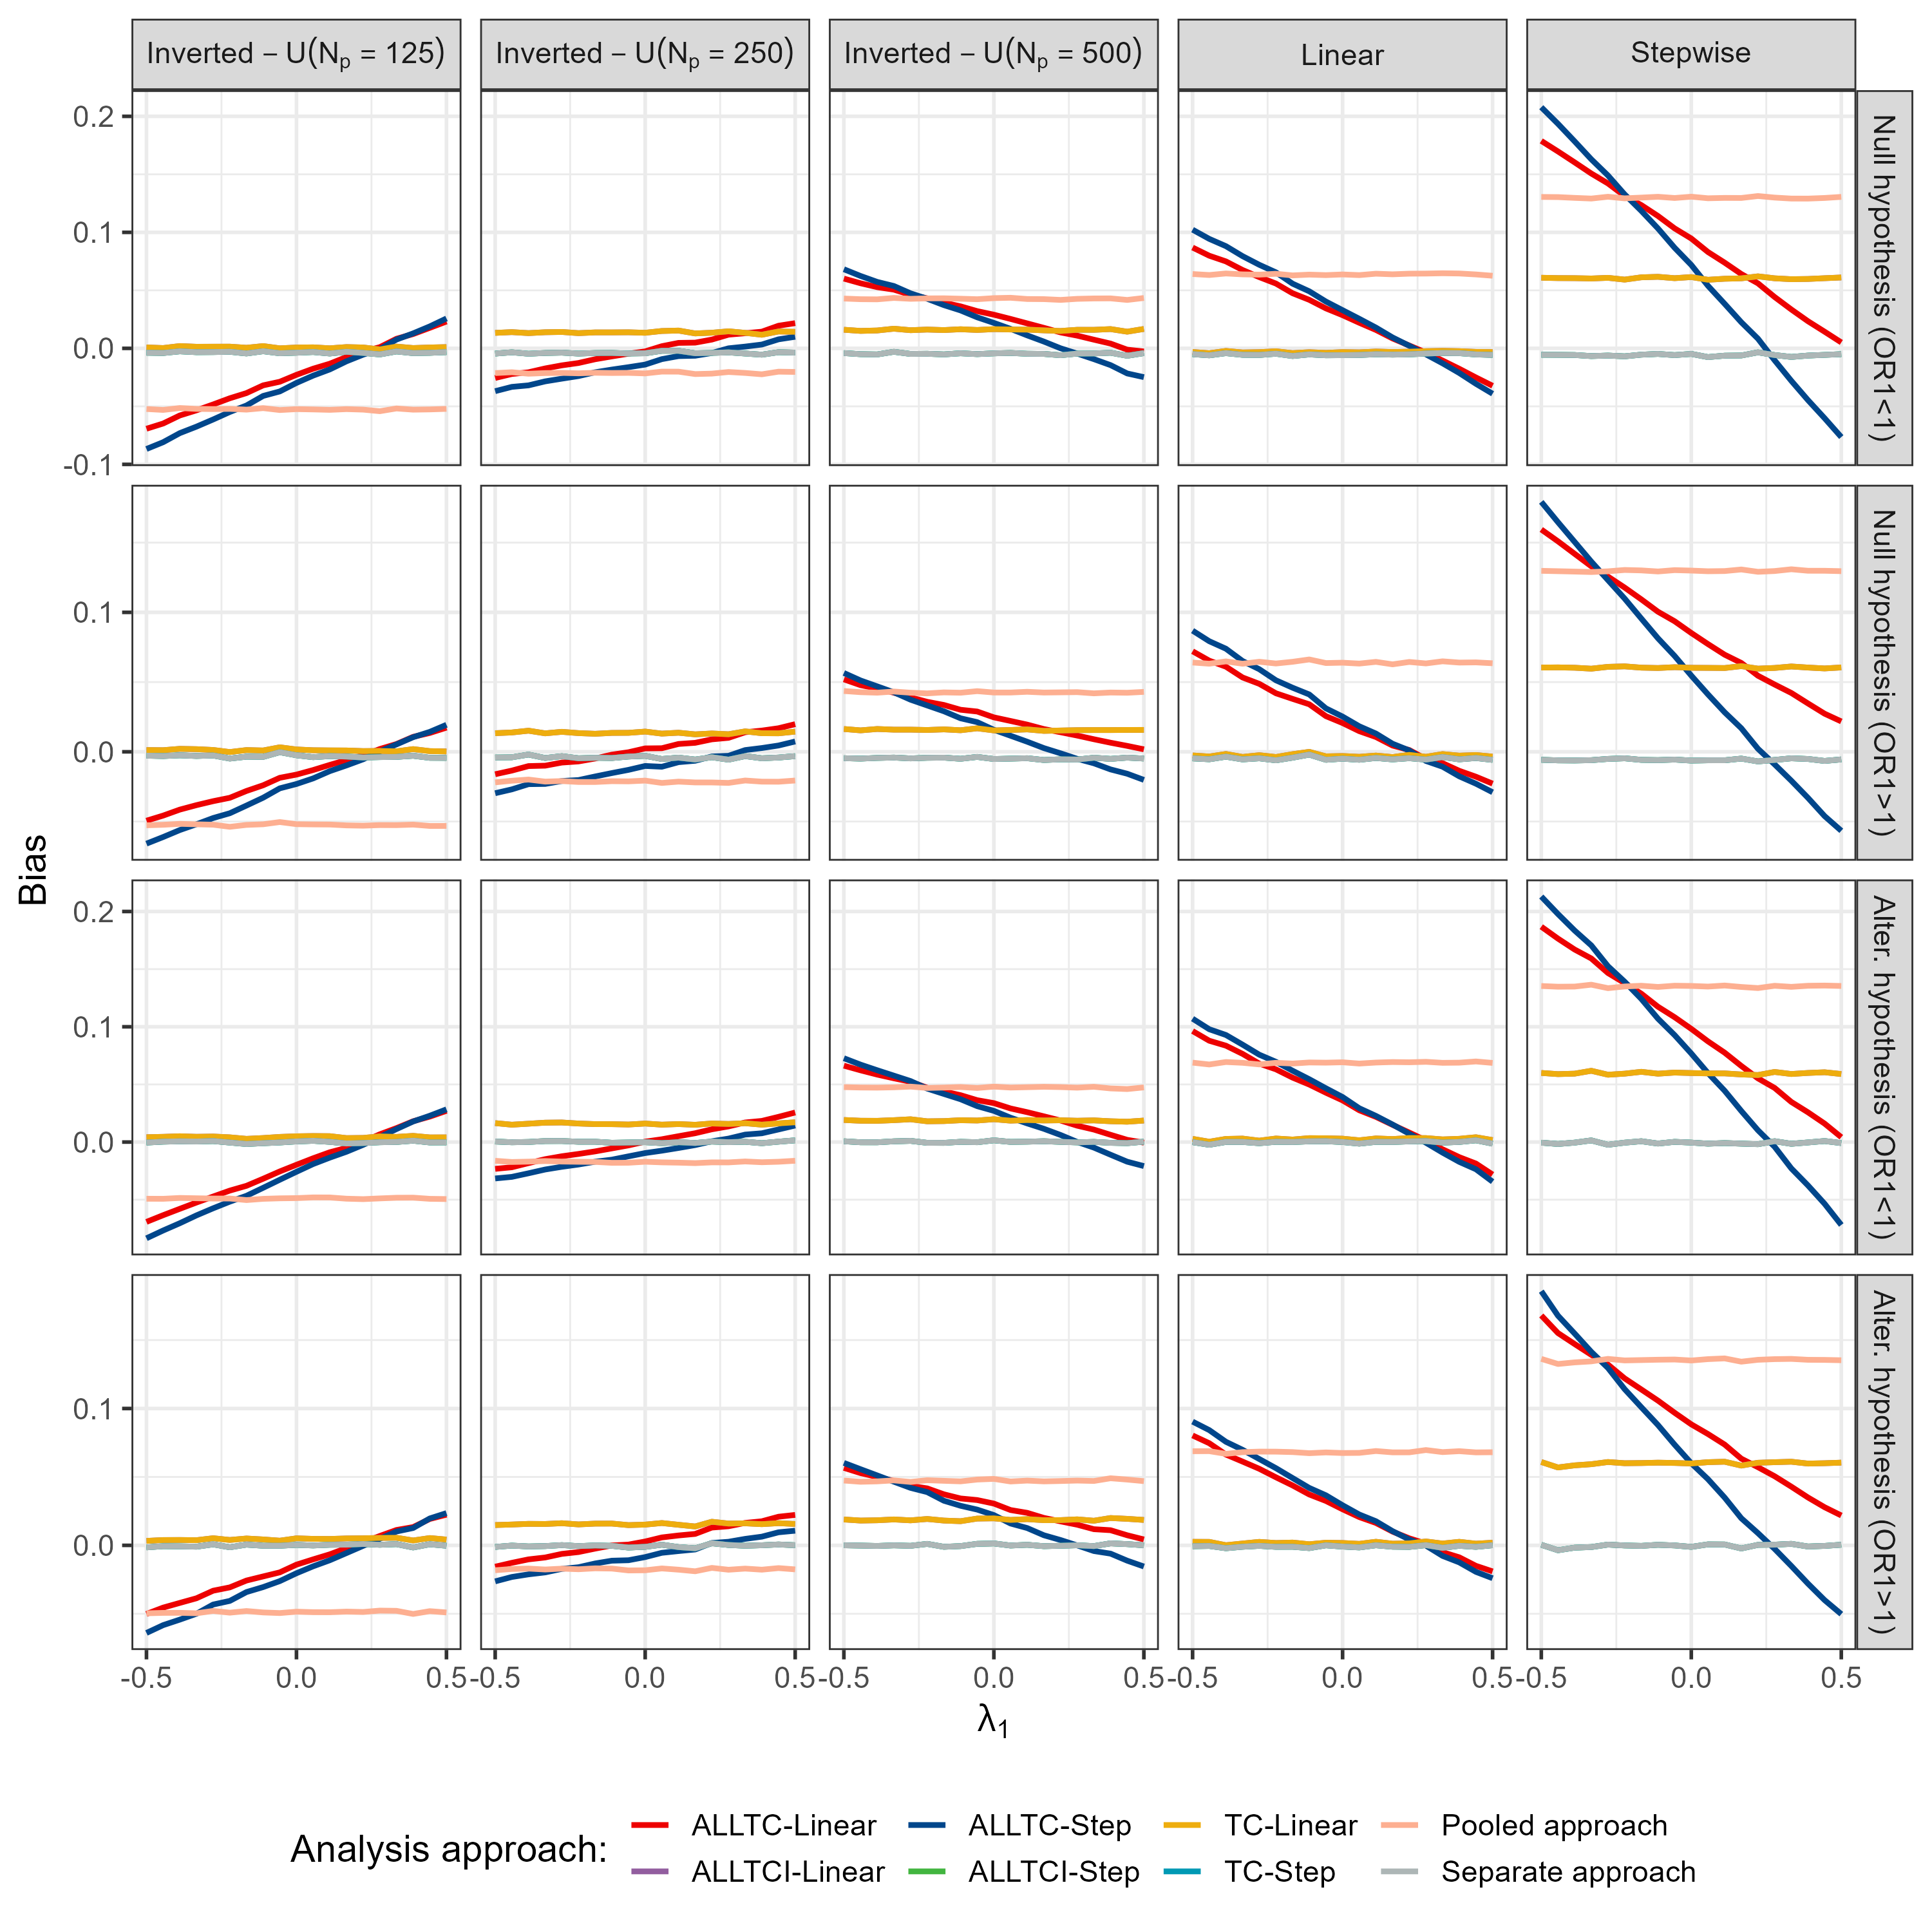 Inverted – U(Np = 125)
Inverted – U(Np = 250)
Inverted – U(Np = 500)
Linear
Stepwise
0.2
0.1
0.0
-0.1
Null hypothesis (OR1<1)
0.1
0.0
Null hypothesis (OR1>1)
0.2
0.1
0.0
Alter. hypothesis (OR1<1)
0.1
0.0
Alter. hypothesis (OR1>1)
Bias
-0.5 0.0 0.5
-0.5 0.0 0.5
-0.5 0.0 0.5
-0.5 0.0 0.5
-0.5 0.0 0.5
λ1
Analysis approach:
ALLTC-Linear ALLTC-Step TC-Linear Pooled approach
ALLTCI-Linear ALLTCI-Step TC-Step Separate approach